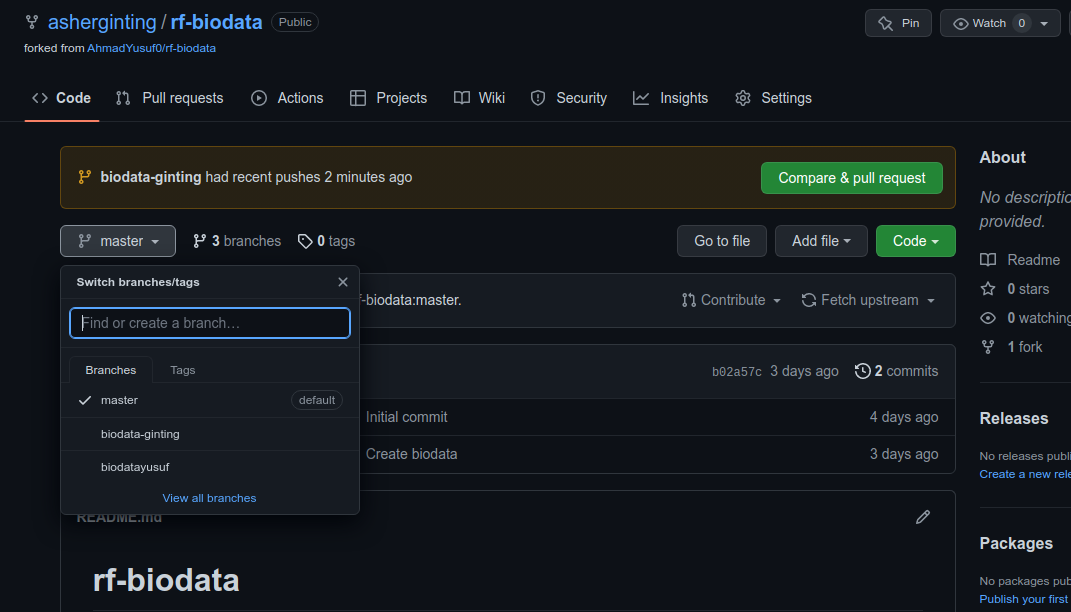 asherginting / rf-biodata Public
Pin
Watch 0
forked from AhmadYusuf0/rf-biodata
Code Pull requests Actions Projects Wiki Security Insights Settings
biodata-ginting had recent pushes 2 minutes ago
Compare & pull request
master 3 branches 0 tags
Go to file Add file Code
Switch branches/tags
Find or create a branch…
Branches Tags
master default
biodata-ginting
biodatayusuf
View all branches
f-biodata:master.
Contribute Fetch upstream
b02a57c 3 days ago 2 commits
Initial commit 4 days ago
Create biodata 3 days ago
README.md
rf-biodata
About
No descriptio
provided.
Readme
0 stars
0 watching
1 fork
Releases
No releases publi
Create a new rele
Packages
No packages pub
Publish your first